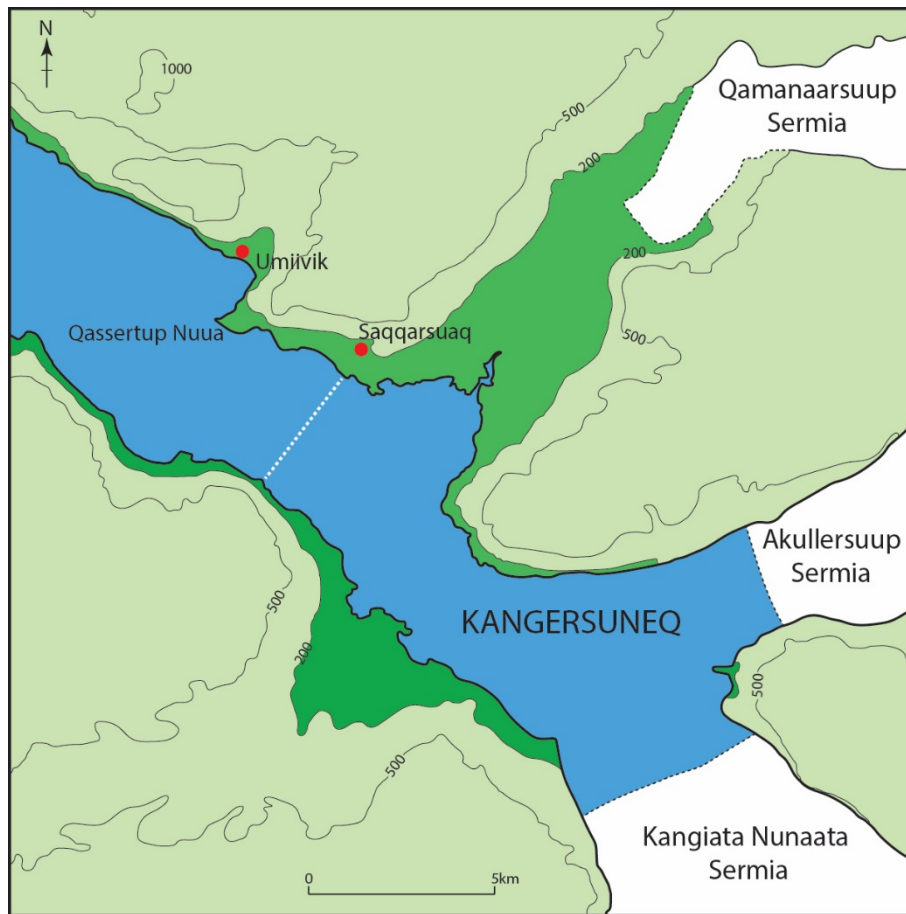 N
1000
500
Qamanaarsuup
Sermia
200
Umiivik
200
Qassertup Nuua
Saqqarsuaq
500
Akullersuup
Sermia
500
KANGERSUNEQ
200
500
500
Kangiata Nunaata
Sermia
0 5km